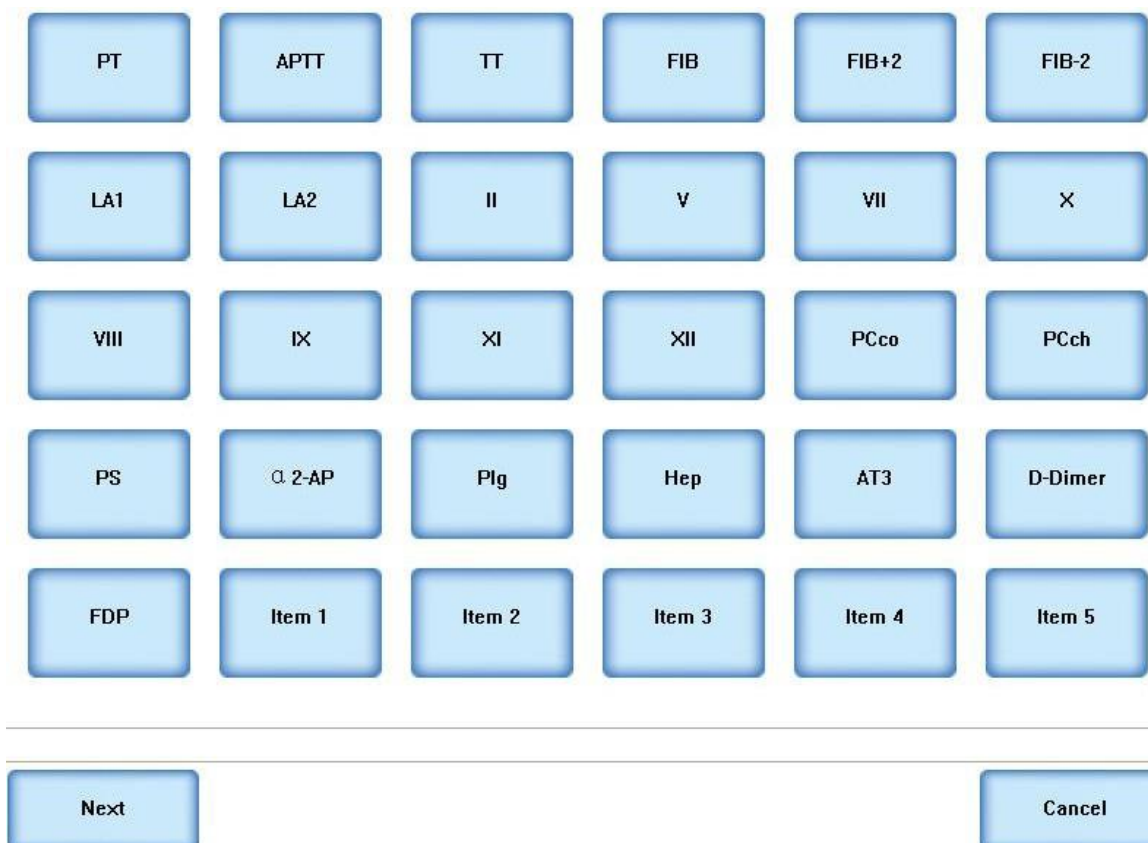 PT APTT TT FIB FIB+2 FIB-2
LA1 LA2 II V VII X
VIII IX XI XII PCco PCch
PS α2-AP Plg Hep AT3 D-Dimer
FDP Item 1 Item 2 Item 3 Item 4 Item 5
Next Cancel